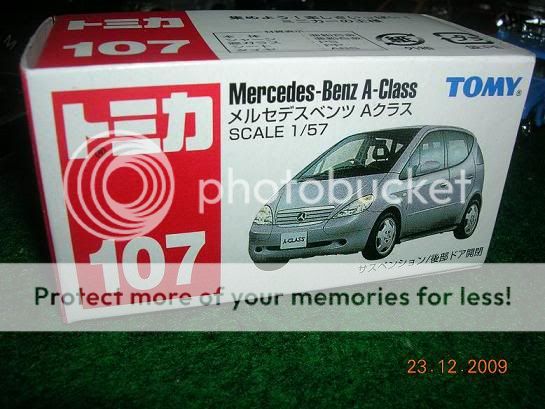 トミカ
107
トミカ
107
Mercedes-Benz A-Class
メルセデスベンツ Aクラス
SCALE 1/57
TOMY
A-CLASS
サスペンション/後部ドア開閉
photobucket
Protect more of your memories for less!
23.12.2009